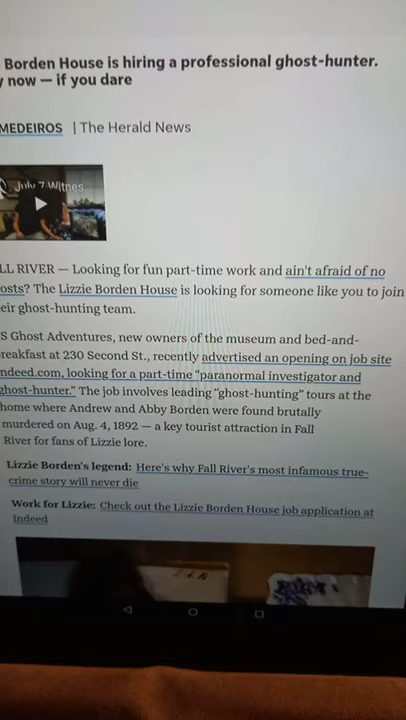 Borden House is hiring a professional ghost-hunter.
now — if you dare
MEDEIROS | The Herald News
July 7 Witnes...
LL RIVER — Looking for fun part-time work and ain't afraid of no
osts? The Lizzie Borden House is looking for someone like you to join
eir ghost-hunting team.
S Ghost Adventures, new owners of the museum and bed-and-
reakfast at 230 Second St., recently advertised an opening on job site
ndeed.com, looking for a part-time "paranormal investigator and
ghost-hunter." The job involves leading "ghost-hunting" tours at the
home where Andrew and Abby Borden were found brutally
murdered on Aug. 4, 1892 — a key tourist attraction in Fall
River for fans of Lizzie lore.
Lizzie Borden's legend: Here's why Fall River's most infamous true-
crime story will never die
Work for Lizzie: Check out the Lizzie Borden House job application at
Indeed